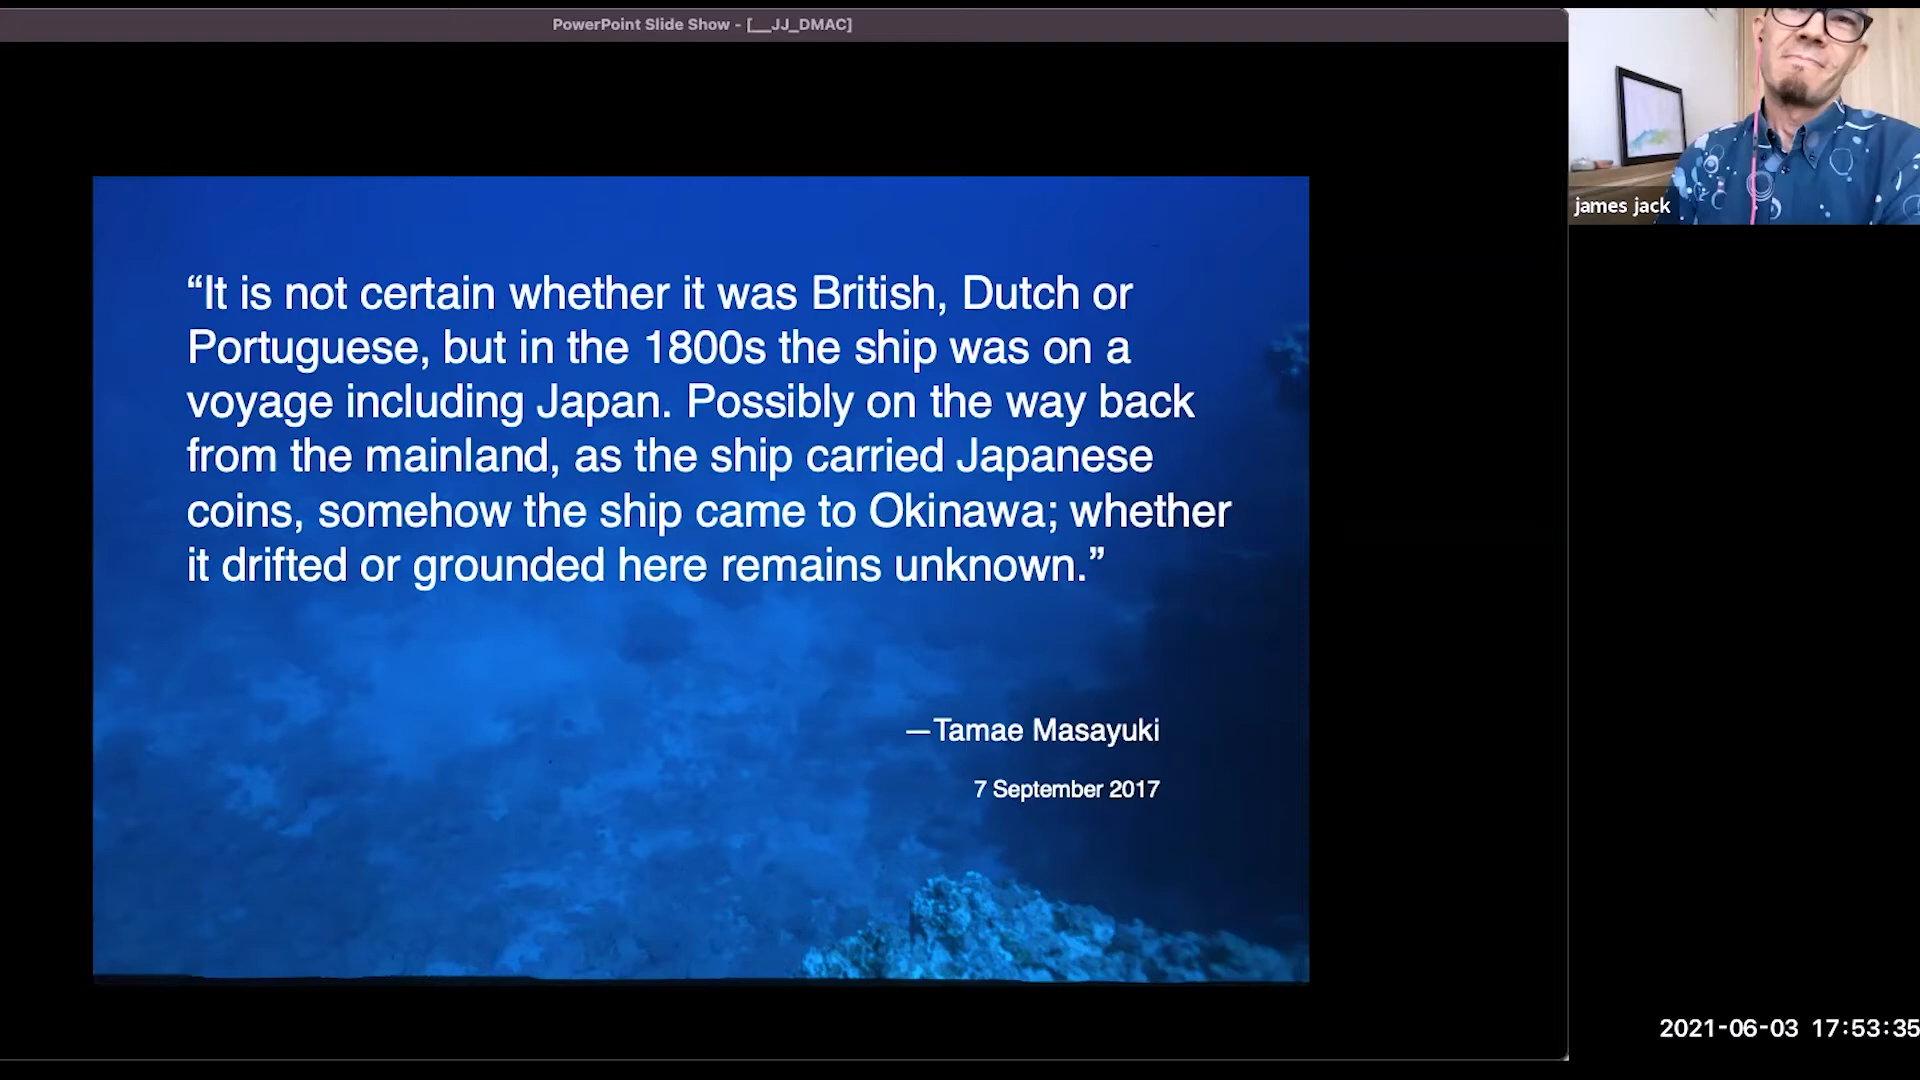 PowerPoint Slide Show - [__JJ_DMAC]
“It is not certain whether it was British, Dutch or
Portuguese, but in the 1800s the ship was on a
voyage including Japan. Possibly on the way back
from the mainland, as the ship carried Japanese
coins, somehow the ship came to Okinawa; whether
it drifted or grounded here remains unknown.”
—Tamae Masayuki
7 September 2017
james jack
2021-06-03 17:53:35